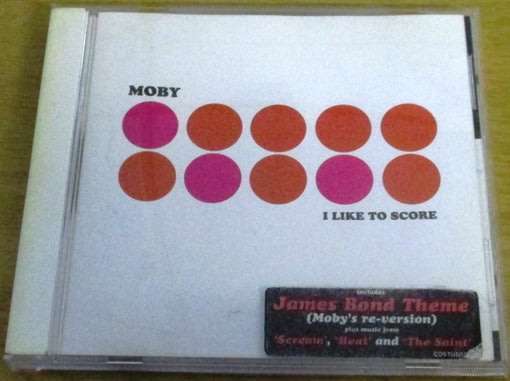 MOBY
I LIKE TO SCORE
includes
James Bond Theme
(Moby's re-version)
plus music from
'Scream', 'Heat' and 'The Saint'